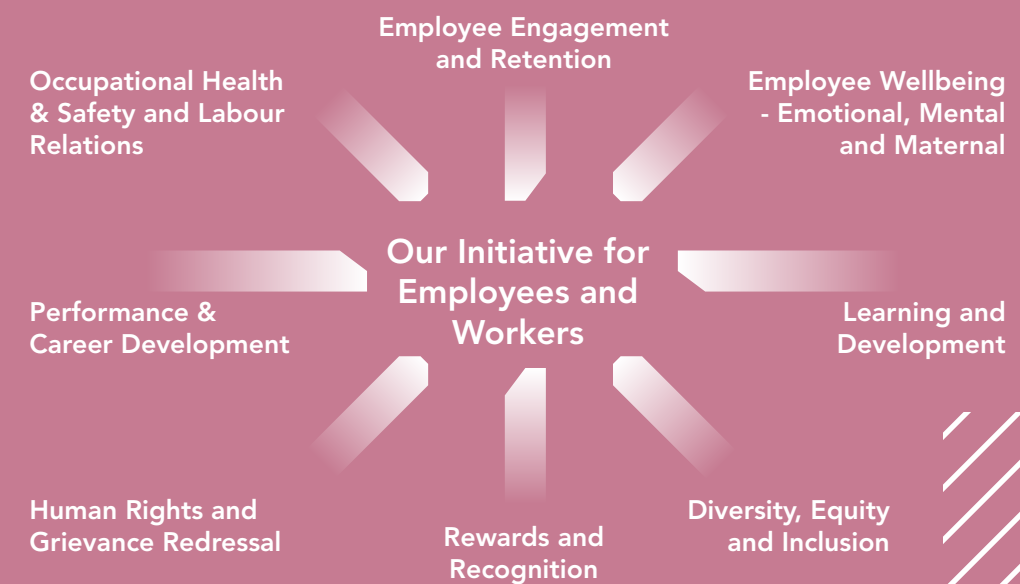 Employee Engagement
and Retention
Occupational Health
& Safety and Labour
Relations
Employee Wellbeing
- Emotional, Mental
and Maternal
Our Initiative for
Employees and
Workers
Performance &
Career Development
Learning and
Development
Human Rights and
Grievance Redressal
Rewards and
Recognition
Diversity, Equity
and Inclusion